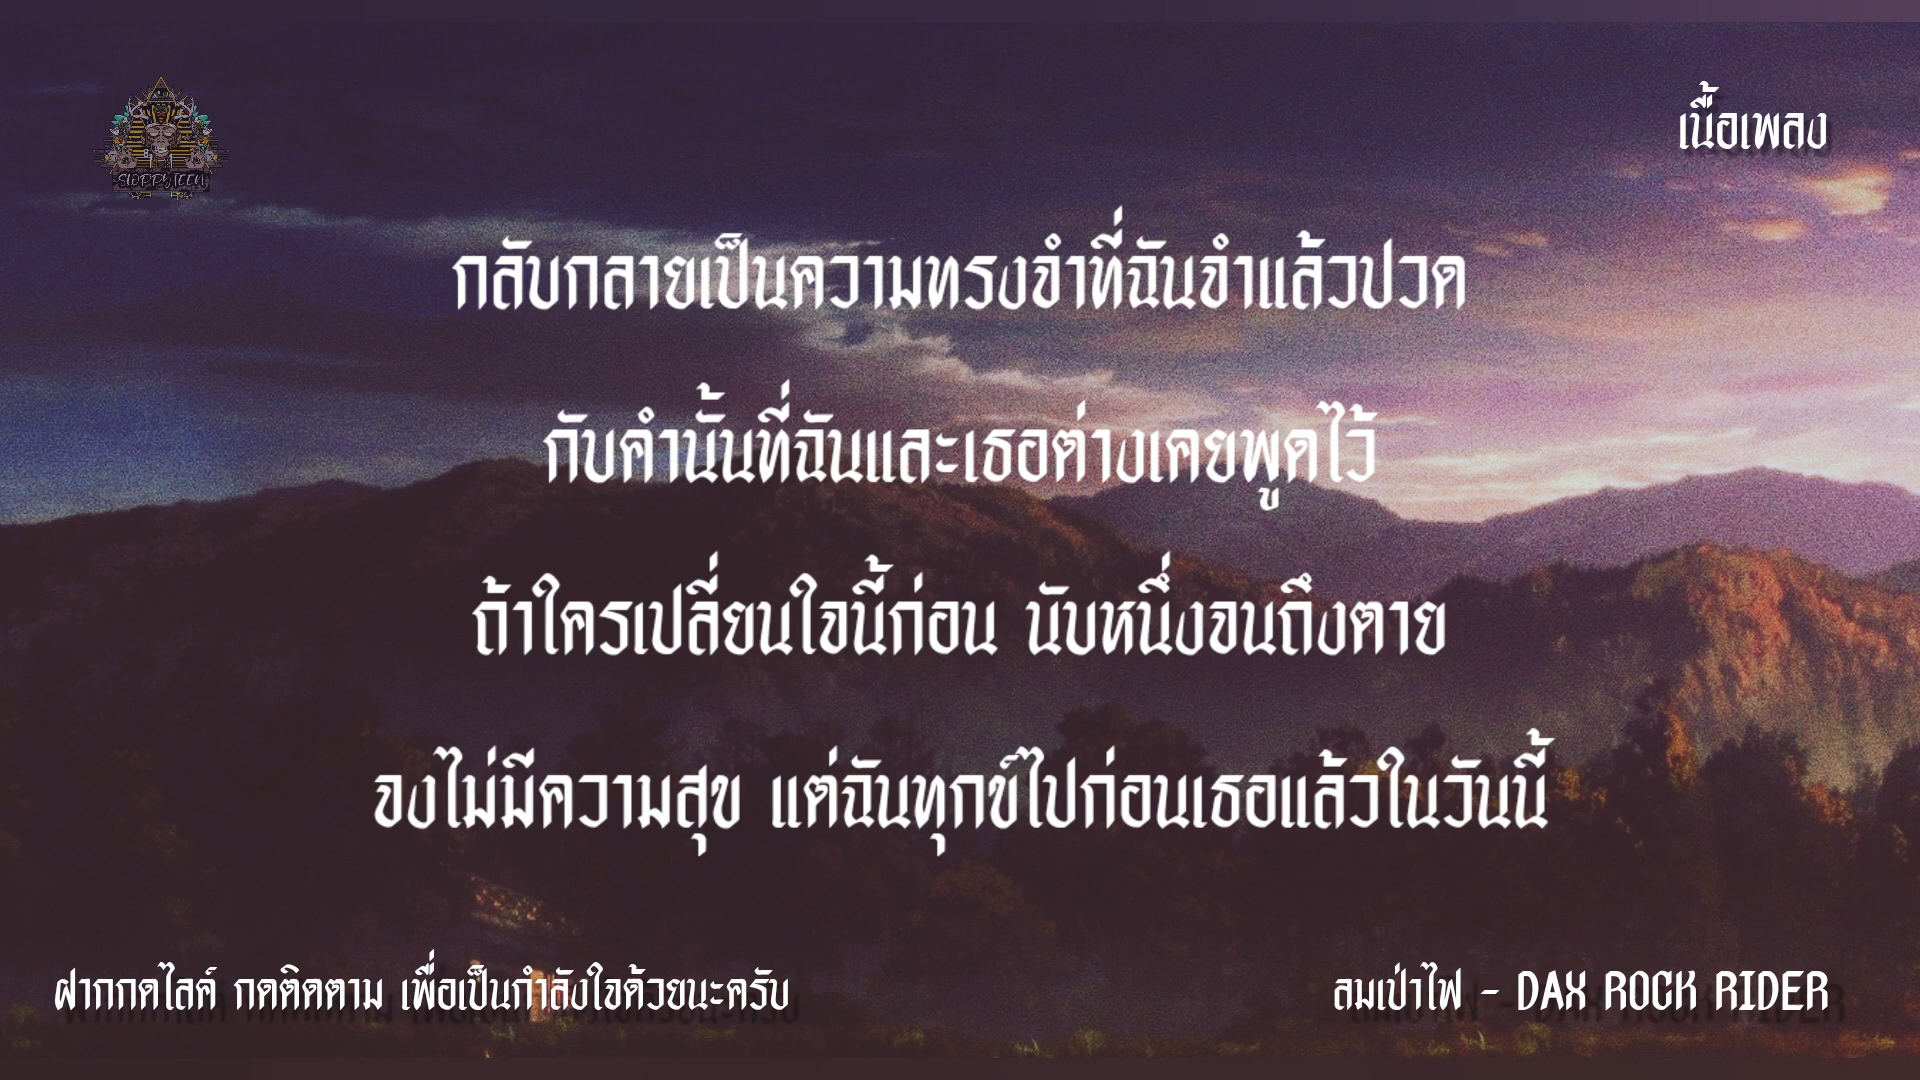 SLOPPYTEEN
เนื้อเพลง
กลับกลายเป็นความทรงจำที่ฉันจำแล้วปวด
กับคำนั้นที่ฉันและเธอต่างเคยพูดไว้
ถ้าใครเปลี่ยนใจนี้ก่อน นับหนึ่งจนถึงตาย
จงไม่มีความสุข แต่ฉันทุกข์ไปก่อนเธอแล้วในวันนี้
ฝากกดไลค์ กดติดตาม เพื่อเป็นกำลังใจด้วยนะครับ
ลมเป่าไฟ - DAX ROCK RIDER